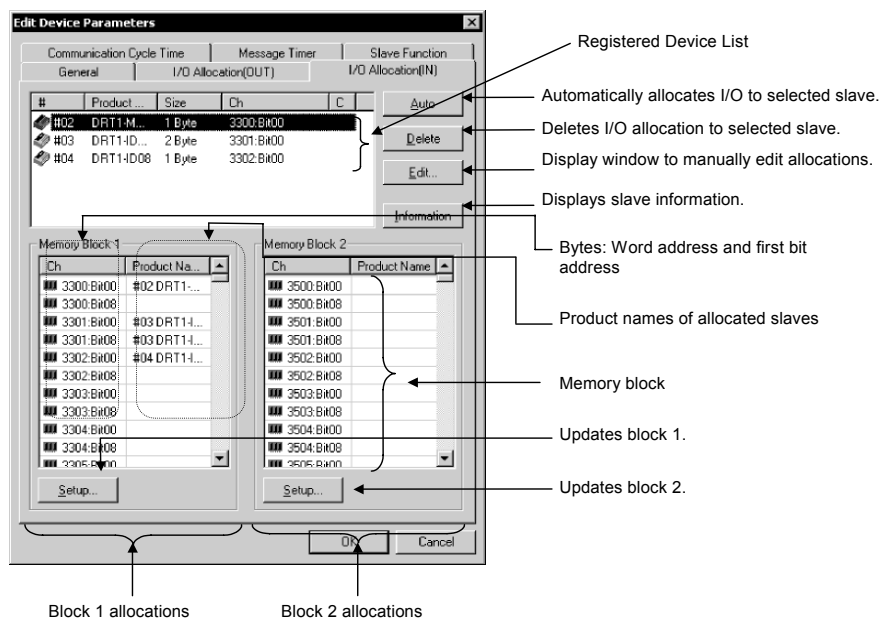 Edit Device Parameters
Communication Cycle Time Message Timer Slave Function
General I/O Allocation(OUT) I/O Allocation(IN)
# Product ... Size Ch C
#02 DRT1-M... 1 Byte 3300:Bit00
#03 DRT1-ID... 2 Byte 3301:Bit00
#04 DRT1-ID08 1 Byte 3302:Bit00
Auto
Delete
Edit...
Information
Registered Device List
Automatically allocates I/O to selected slave.
Deletes I/O allocation to selected slave.
Display window to manually edit allocations.
Displays slave information.
Bytes: Word address and first bit
address
Product names of allocated slaves
Memory block
Updates block 1.
Updates block 2.
Memory Block 1
Ch Product Na...
3300:Bit00 #02 DRT1-...
3300:Bit08
3301:Bit00 #03 DRT1-I...
3301:Bit08 #03 DRT1-I...
3302:Bit00 #04 DRT1-I...
3302:Bit08
3303:Bit00
3303:Bit08
3304:Bit00
3304:Bit08
3305:Bit00
Setup...
Memory Block 2
Ch Product Name
3500:Bit00
3500:Bit08
3501:Bit00
3501:Bit08
3502:Bit00
3502:Bit08
3503:Bit00
3503:Bit08
3504:Bit00
3504:Bit08
3505:Bit00
Setup...
OK Cancel
Block 1 allocations Block 2 allocations